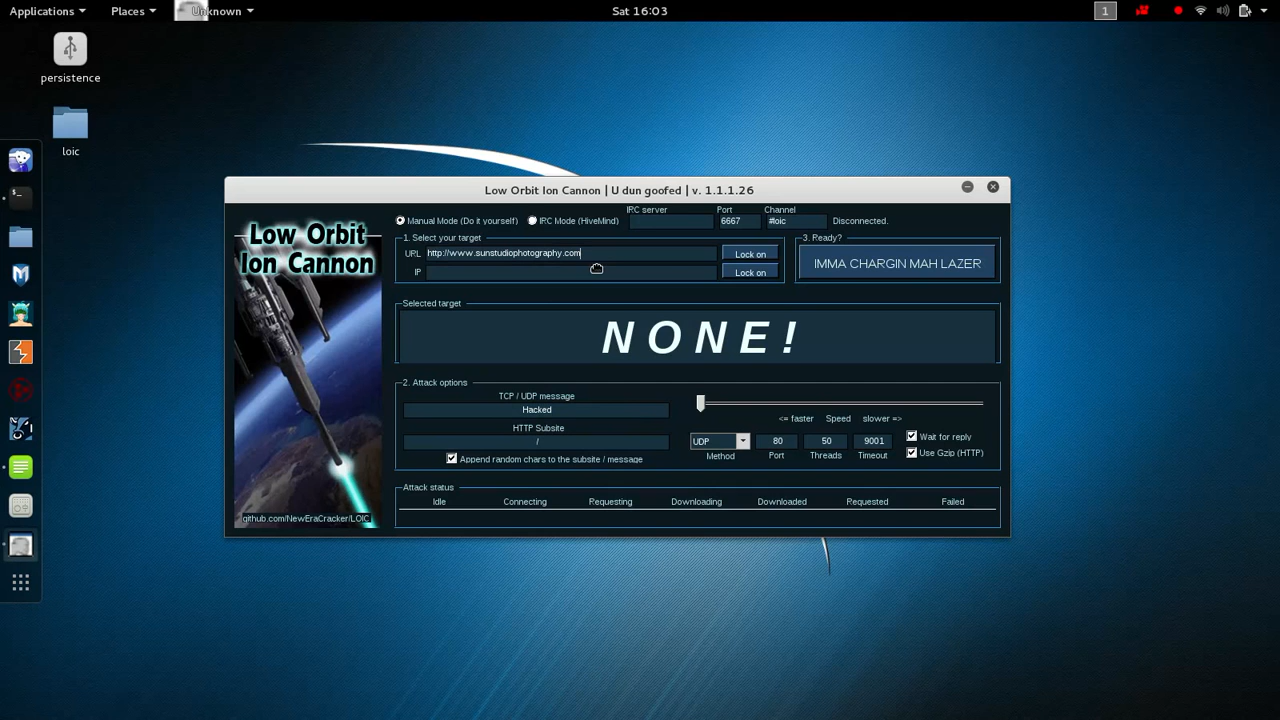 Applications Places Unknown Sat 16:03 1
persistence
loic
Low Orbit Ion Cannon | U dun goofed | v. 1.1.1.26
Low Orbit
Ion Cannon
github.com/NewEraCracker/LOIC
IRC server Port Channel
Manual Mode (Do it yourself) IRC Mode (HiveMind) 6667 #loic Disconnected.
1. Select your target
URL http://www.sunstudiophotography.com Lock on
IP Lock on
3. Ready?
IMMA CHARGIN MAH LAZER
Selected target
NONE!
2. Attack options
TCP / UDP message
Hacked
HTTP Subsite
/
Append random chars to the subsite / message
<= faster Speed slower =>
UDP 80 50 9001 Wait for reply
Method Port Threads Timeout Use Gzip (HTTP)
Attack status
Idle Connecting Requesting Downloading Downloaded Requested Failed